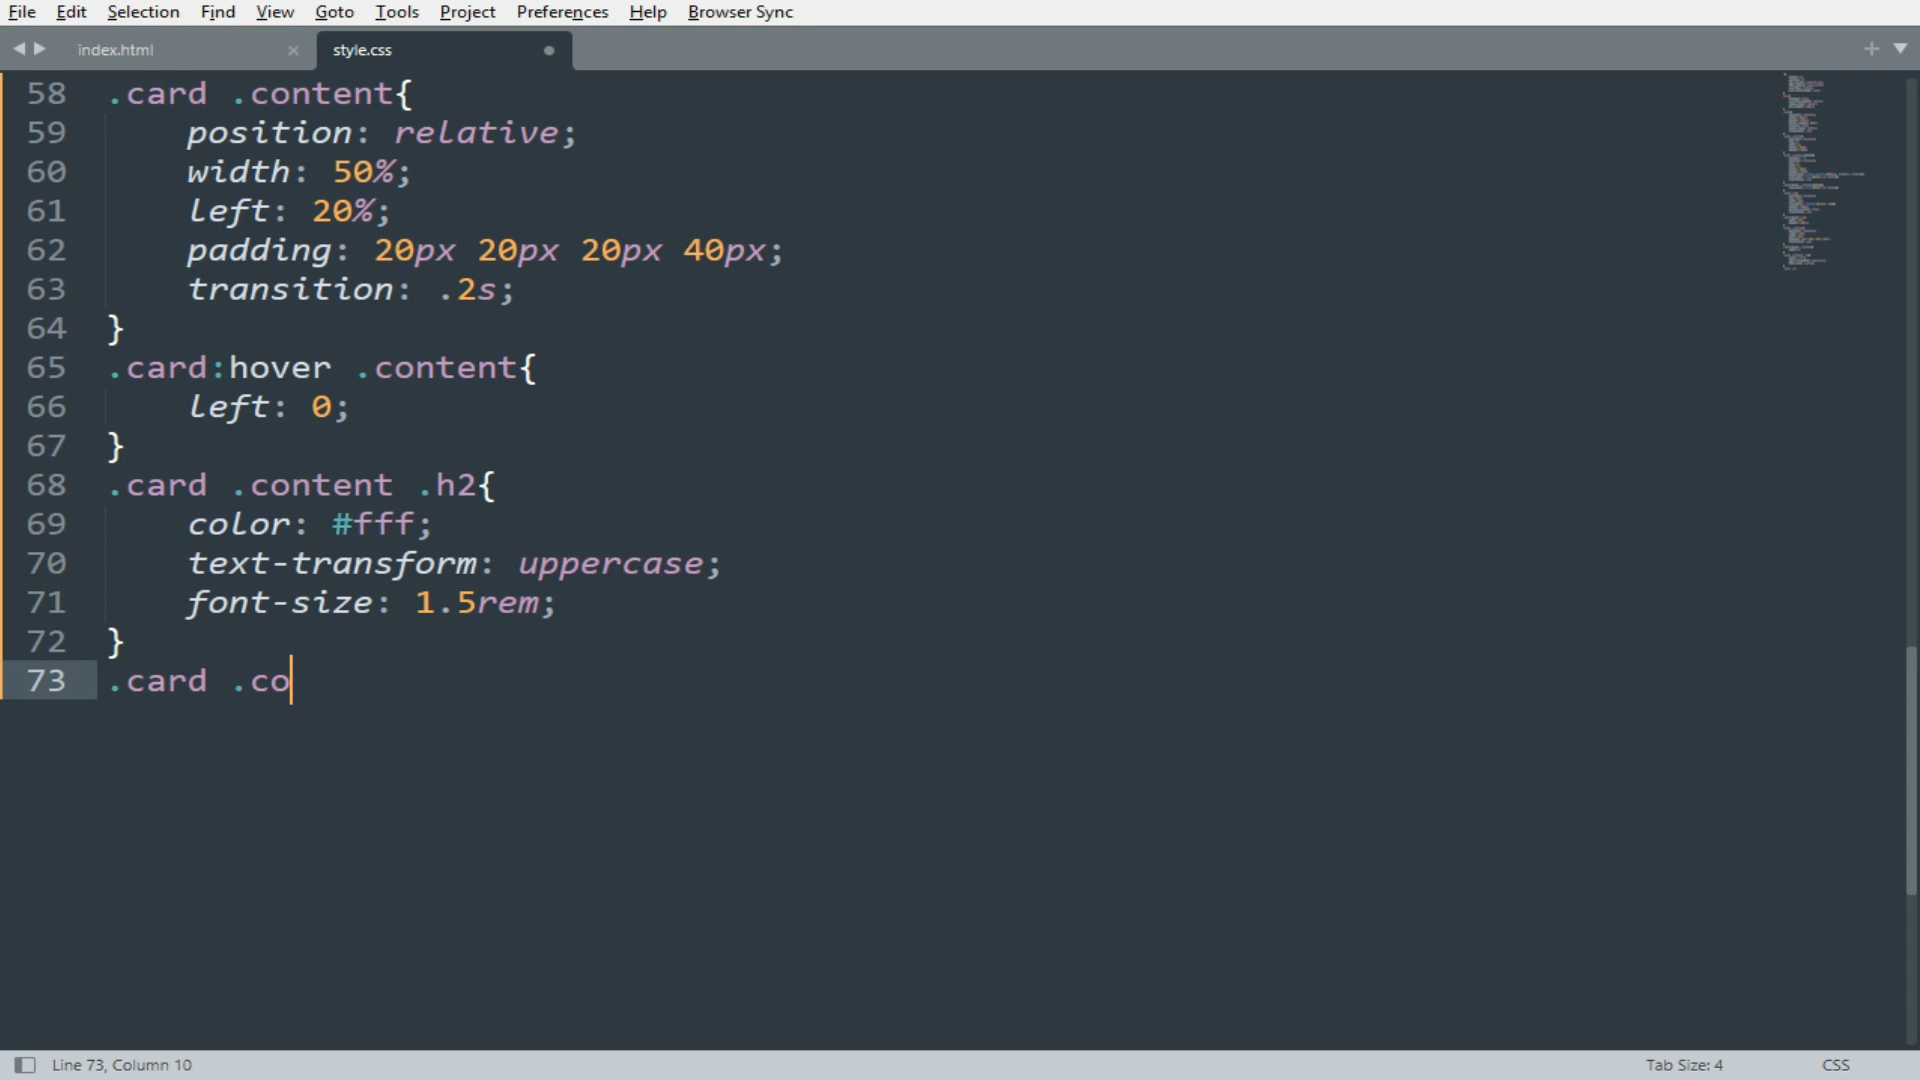 File Edit Selection Find View Goto Tools Project Preferences Help Browser Sync
index.html style.css
58 .card .content{
59 position: relative;
60 width: 50%;
61 left: 20%;
62 padding: 20px 20px 20px 40px;
63 transition: .2s;
64 }
65 .card:hover .content{
66 left: 0;
67 }
68 .card .content .h2{
69 color: #fff;
70 text-transform: uppercase;
71 font-size: 1.5rem;
72 }
73 .card .co
Line 73, Column 10 Tab Size: 4 CSS